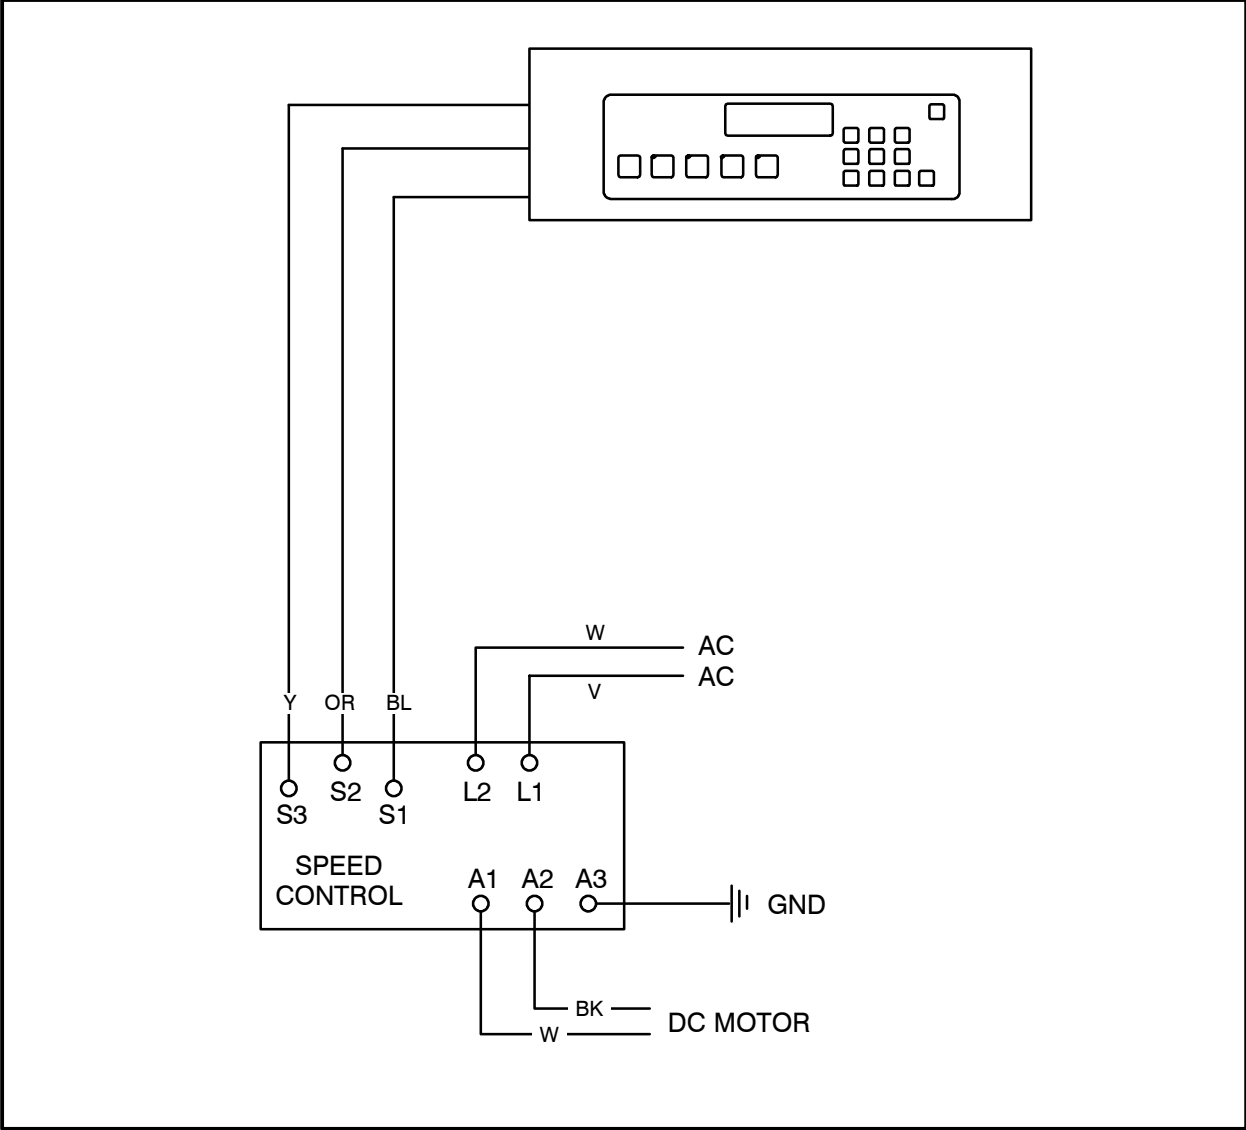 W
AC
AC
V
Y OR BL
S2 L2 L1
S3 S1
SPEED
CONTROL
A1 A2 A3
GND
BK
DC MOTOR
W